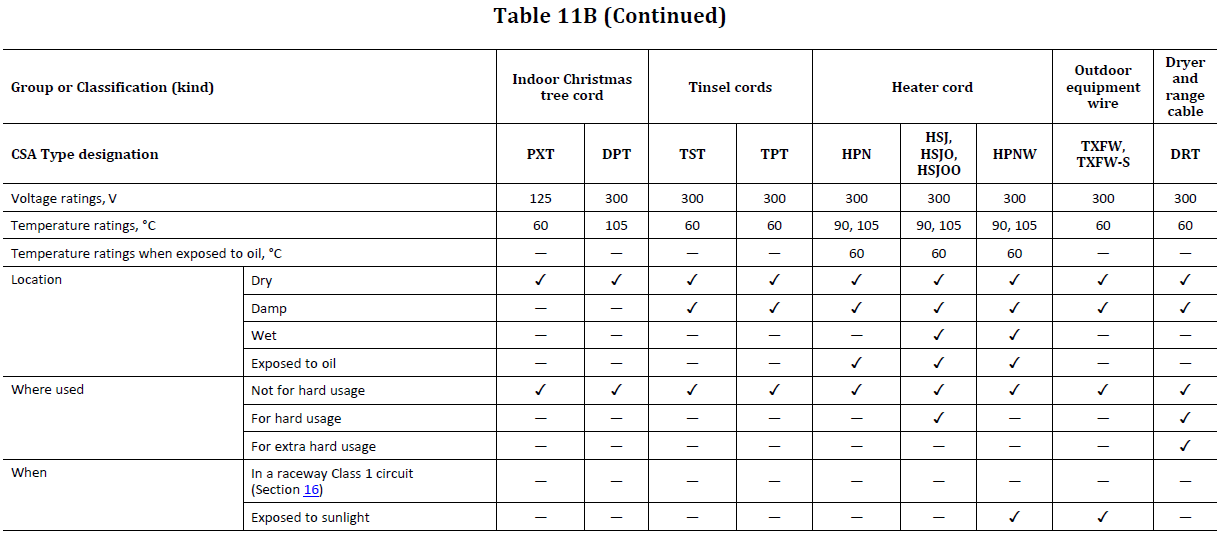 Table 11B (Continued)
Group or Classification (kind) Indoor Christmas tree cord Tinsel cords Heater cord Outdoor equipment wire Dryer and range cable
CSA Type designation PXT DPT TST TPT HPN HSJ, HSJO, HSJOO HPNW TXFW, TXFW-S DRT
Voltage ratings, V 125 300 300 300 300 300 300 300 300
Temperature ratings, °C 60 105 60 60 90, 105 90, 105 90, 105 60 60
Temperature ratings when exposed to oil, °C — — — — 60 60 60 — —
Location Dry ✓ ✓ ✓ ✓ ✓ ✓ ✓ ✓ ✓
Damp — — ✓ ✓ ✓ ✓ ✓ ✓ ✓
Wet — — — — — ✓ ✓ — —
Exposed to oil — — — — ✓ ✓ ✓ — —
Where used Not for hard usage ✓ ✓ ✓ ✓ ✓ ✓ ✓ ✓ ✓
For hard usage — — — — — ✓ — — ✓
For extra hard usage — — — — — — — — ✓
When In a raceway Class 1 circuit (Section 16) — — — — — — — — —
Exposed to sunlight — — — — — — ✓ ✓ —